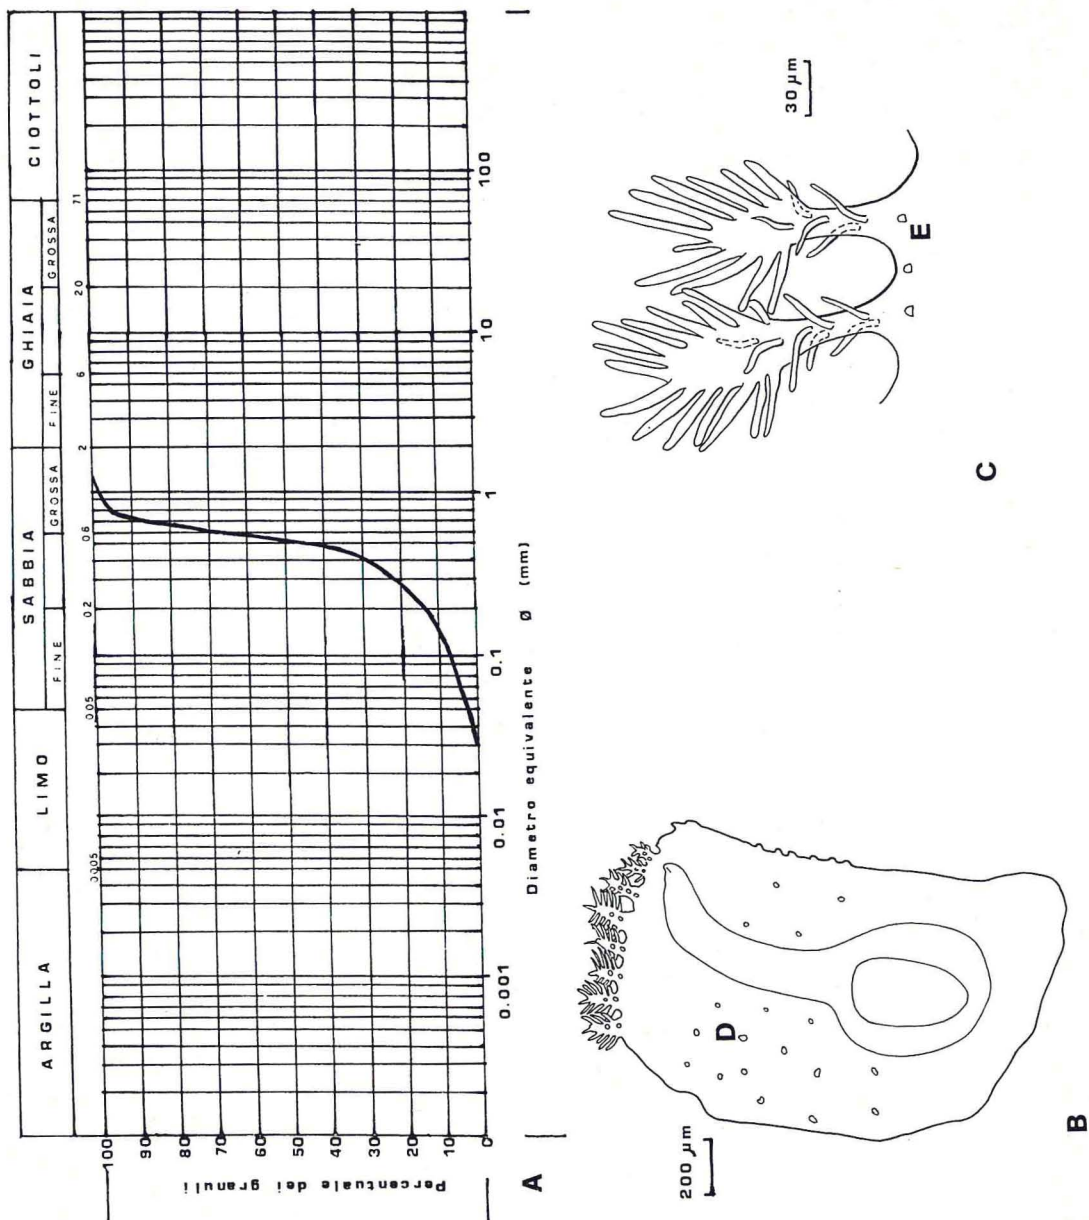 ARGILLA LIMO SABBIA GHIAIA CIOTTOLI
FINE GROSSA FINE GROSSA
0.005 0.05 0.2 0.6 2 6 20 71
Percentuale dei granuli
100
90
80
70
60
50
40
30
20
10
0
0.001 0.01 0.1 1 10 100
Diametro equivalente Ø (mm)
A
200 µm
D
B
30 µm
E
C